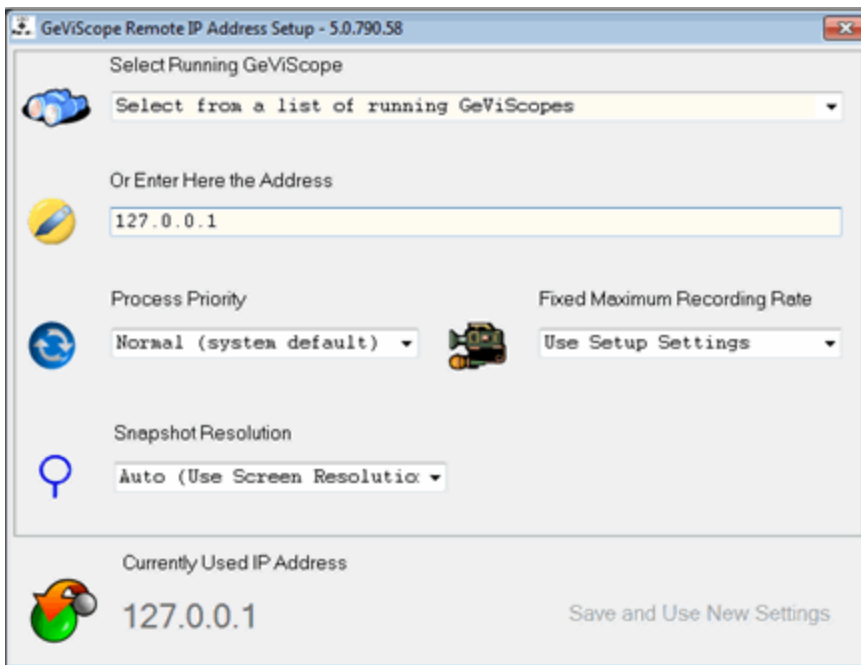 GeViScope Remote IP Address Setup - 5.0.790.58
Select Running GeViScope
Select from a list of running GeViScopes
Or Enter Here the Address
127.0.0.1
Process Priority
Fixed Maximum Recording Rate
Normal (system default)
Use Setup Settings
Snapshot Resolution
Auto (Use Screen Resolutio
Currently Used IP Address
127.0.0.1
Save and Use New Settings